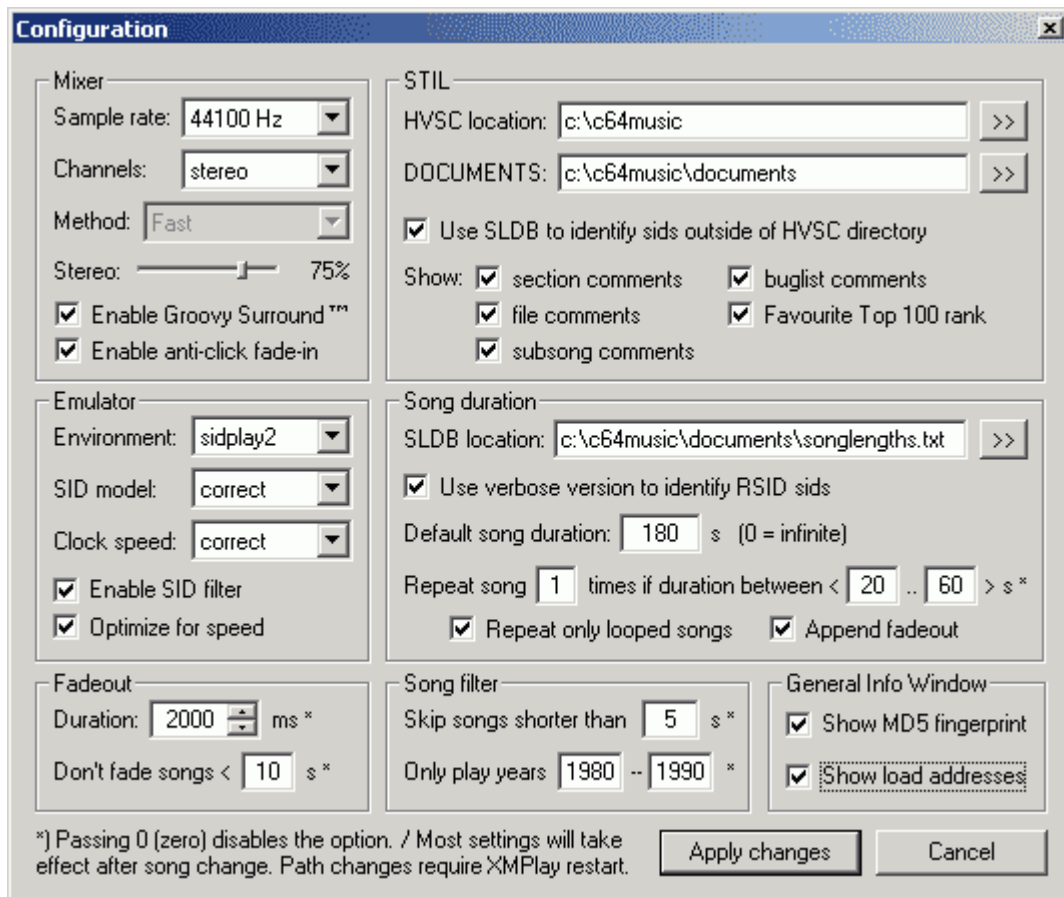 Configuration
Mixer
Sample rate: 44100 Hz
Channels: stereo
Method: Fast
Stereo: 75%
Enable Groovy Surround ™
Enable anti-click fade-in
STIL
HVSC location: c:\c64music >>
DOCUMENTS: c:\c64music\documents >>
Use SLDB to identify sids outside of HVSC directory
Show: section comments buglist comments
file comments Favourite Top 100 rank
subsong comments
Emulator
Environment: sidplay2
SID model: correct
Clock speed: correct
Enable SID filter
Optimize for speed
Song duration
SLDB location: c:\c64music\documents\songlengths.txt >>
Use verbose version to identify RSID sids
Default song duration: 180 s (0 = infinite)
Repeat song 1 times if duration between < 20 .. 60 > s *
Repeat only looped songs Append fadeout
Fadeout
Duration: 2000 ms *
Don't fade songs < 10 s *
Song filter
Skip songs shorter than 5 s *
Only play years 1980 -- 1990 *
General Info Window
Show MD5 fingerprint
Show load addresses
*) Passing 0 (zero) disables the option. / Most settings will take
effect after song change. Path changes require XMPlay restart.
Apply changes Cancel